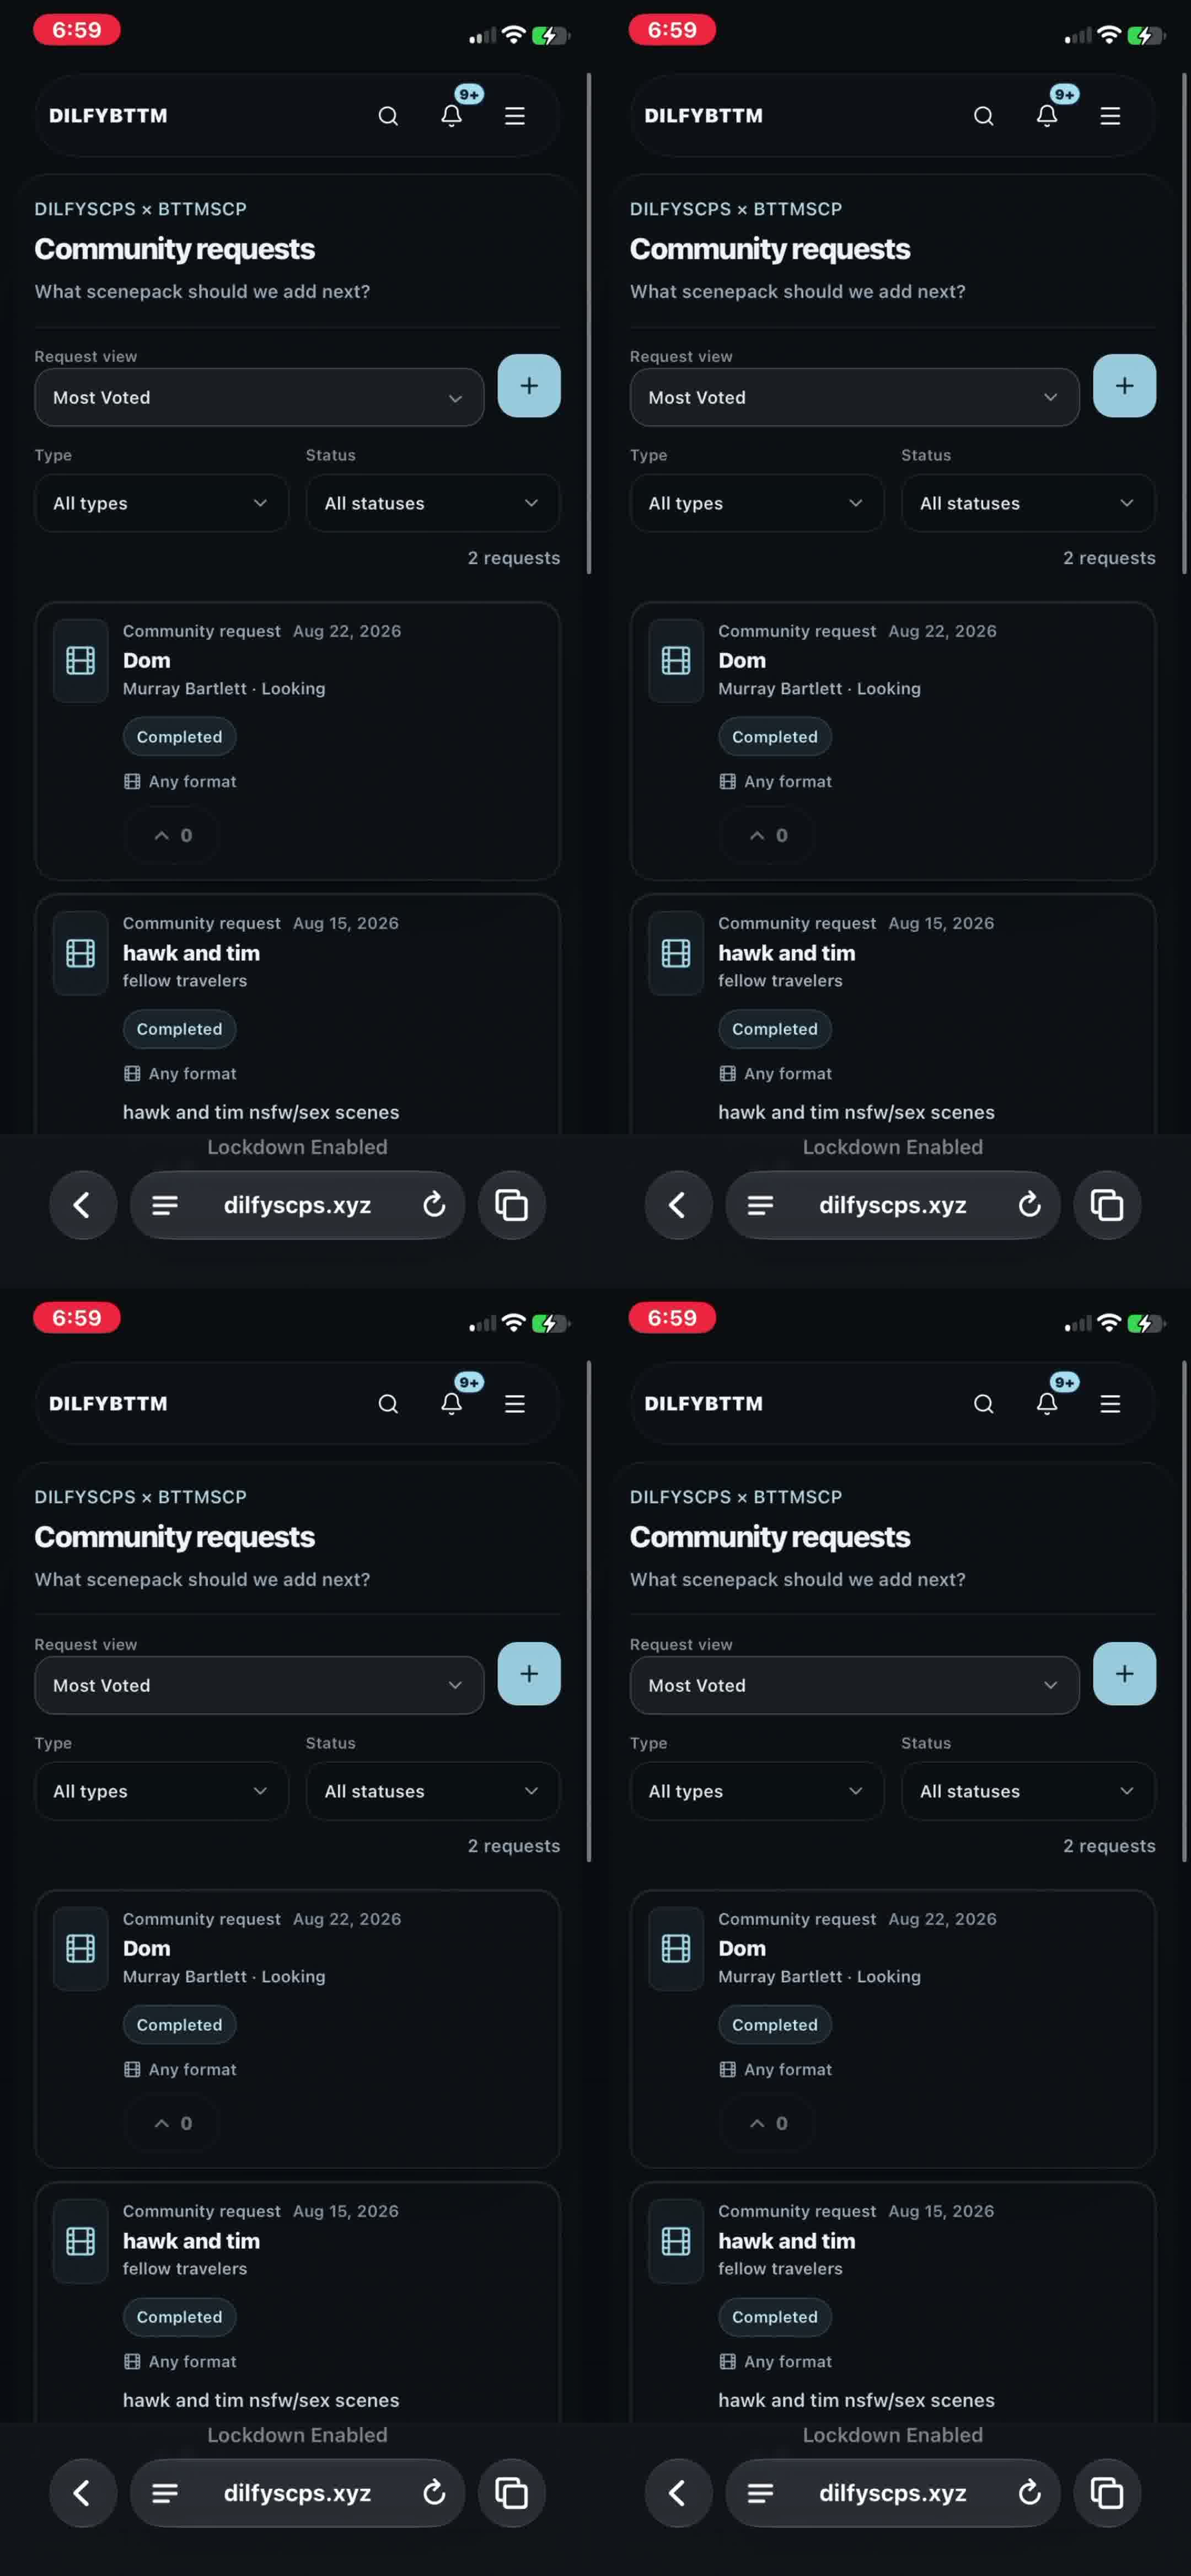 6:59
DILFYBTTM
9+
DILFYSCPS × BTTMSCP
Community requests
What scenepack should we add next?
Request view
Most Voted
+
Type
Status
All types
All statuses
2 requests
Community request Aug 22, 2026
Dom
Murray Bartlett · Looking
Completed
Any format
0
Community request Aug 15, 2026
hawk and tim
fellow travelers
Completed
Any format
hawk and tim nsfw/sex scenes
Lockdown Enabled
dilfyscps.xyz
6:59
DILFYBTTM
9+
DILFYSCPS × BTTMSCP
Community requests
What scenepack should we add next?
Request view
Most Voted
+
Type
Status
All types
All statuses
2 requests
Community request Aug 22, 2026
Dom
Murray Bartlett · Looking
Completed
Any format
0
Community request Aug 15, 2026
hawk and tim
fellow travelers
Completed
Any format
hawk and tim nsfw/sex scenes
Lockdown Enabled
dilfyscps.xyz
6:59
DILFYBTTM
9+
DILFYSCPS × BTTMSCP
Community requests
What scenepack should we add next?
Request view
Most Voted
+
Type
Status
All types
All statuses
2 requests
Community request Aug 22, 2026
Dom
Murray Bartlett · Looking
Completed
Any format
0
Community request Aug 15, 2026
hawk and tim
fellow travelers
Completed
Any format
hawk and tim nsfw/sex scenes
Lockdown Enabled
dilfyscps.xyz
6:59
DILFYBTTM
9+
DILFYSCPS × BTTMSCP
Community requests
What scenepack should we add next?
Request view
Most Voted
+
Type
Status
All types
All statuses
2 requests
Community request Aug 22, 2026
Dom
Murray Bartlett · Looking
Completed
Any format
0
Community request Aug 15, 2026
hawk and tim
fellow travelers
Completed
Any format
hawk and tim nsfw/sex scenes
Lockdown Enabled
dilfyscps.xyz